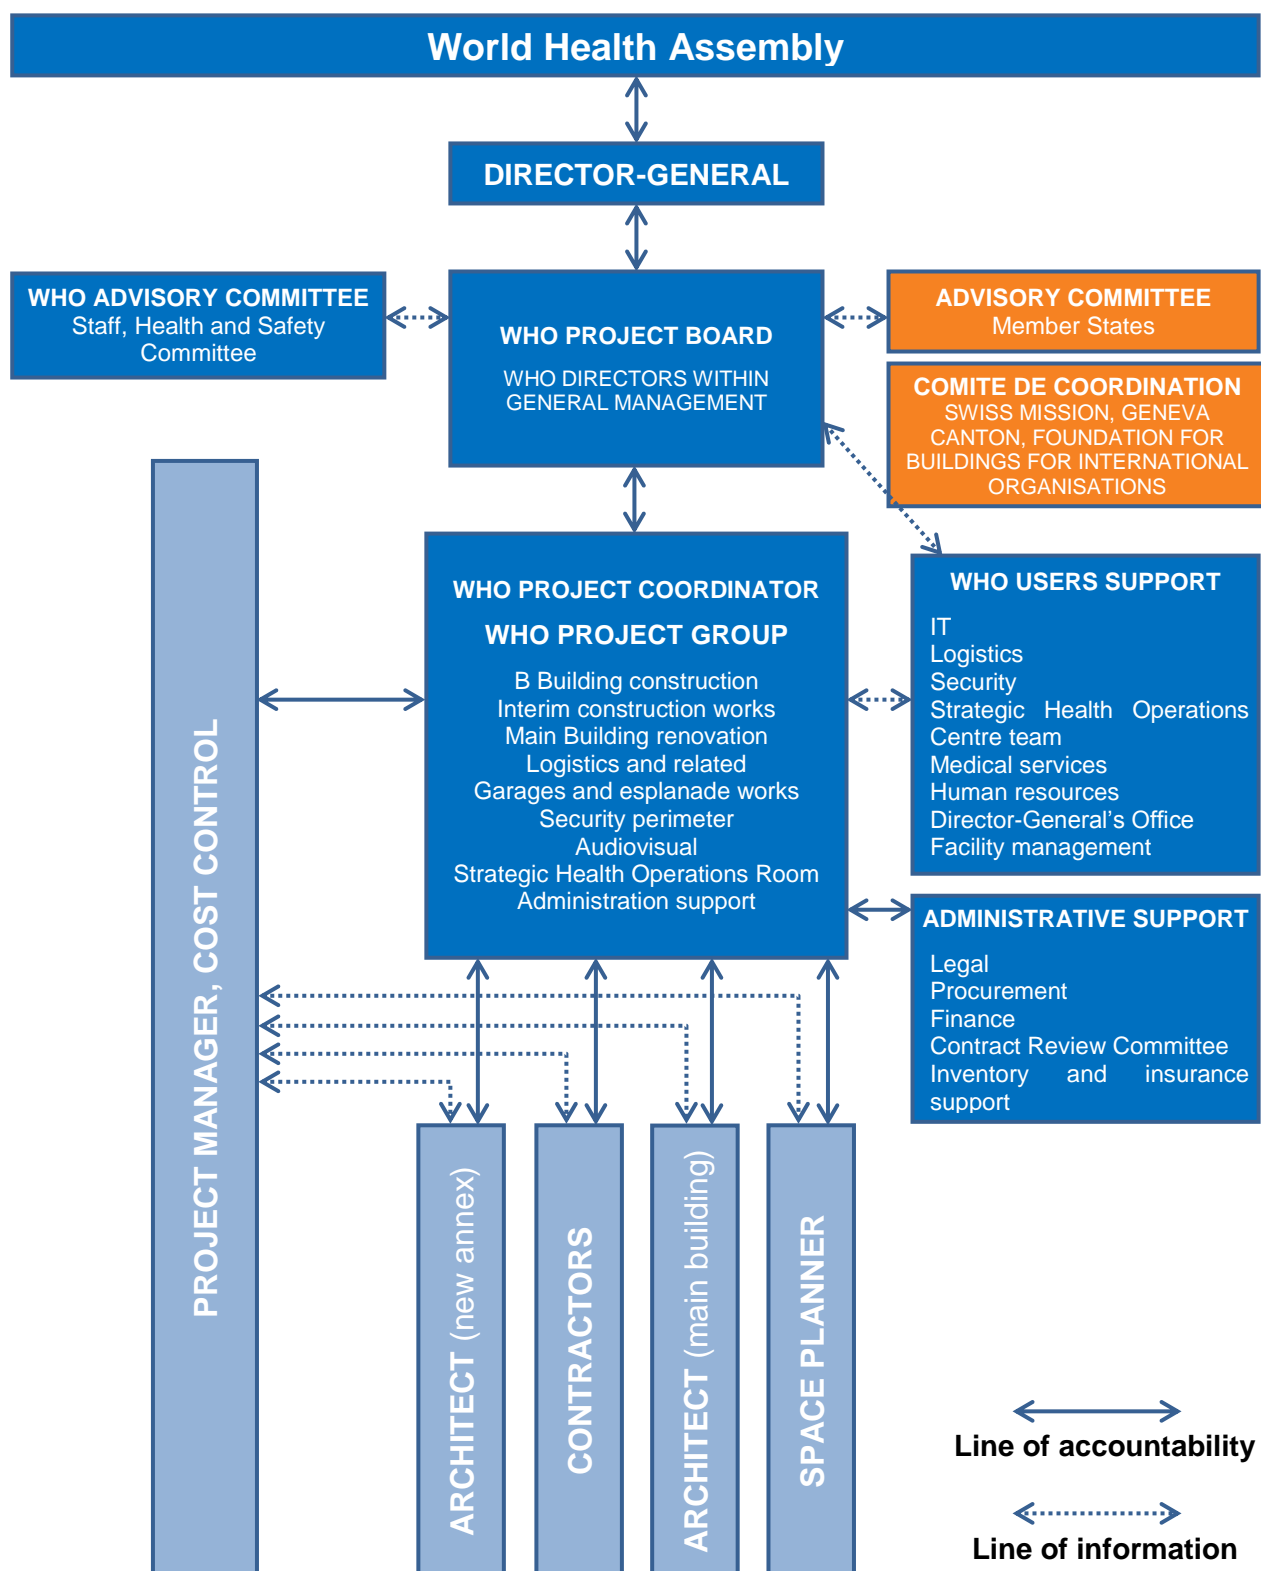 World Health Assembly
DIRECTOR-GENERAL
WHO ADVISORY COMMITTEE
Staff, Health and Safety
Committee
WHO PROJECT BOARD
WHO DIRECTORS WITHIN
GENERAL MANAGEMENT
ADVISORY COMMITTEE
Member States
COMITE DE COORDINATION
SWISS MISSION, GENEVA
CANTON, FOUNDATION FOR
BUILDINGS FOR INTERNATIONAL
ORGANISATIONS
PROJECT MANAGER, COST CONTROL
WHO PROJECT COORDINATOR
WHO PROJECT GROUP
B Building construction
Interim construction works
Main Building renovation
Logistics and related
Garages and esplanade works
Security perimeter
Audiovisual
Strategic Health Operations Room
Administration support
WHO USERS SUPPORT
IT
Logistics
Security
Strategic Health Operations
Centre team
Medical services
Human resources
Director-General’s Office
Facility management
ADMINISTRATIVE SUPPORT
Legal
Procurement
Finance
Contract Review Committee
Inventory and insurance
support
ARCHITECT (new annex)
CONTRACTORS
ARCHITECT (main building)
SPACE PLANNER
Line of accountability
Line of information